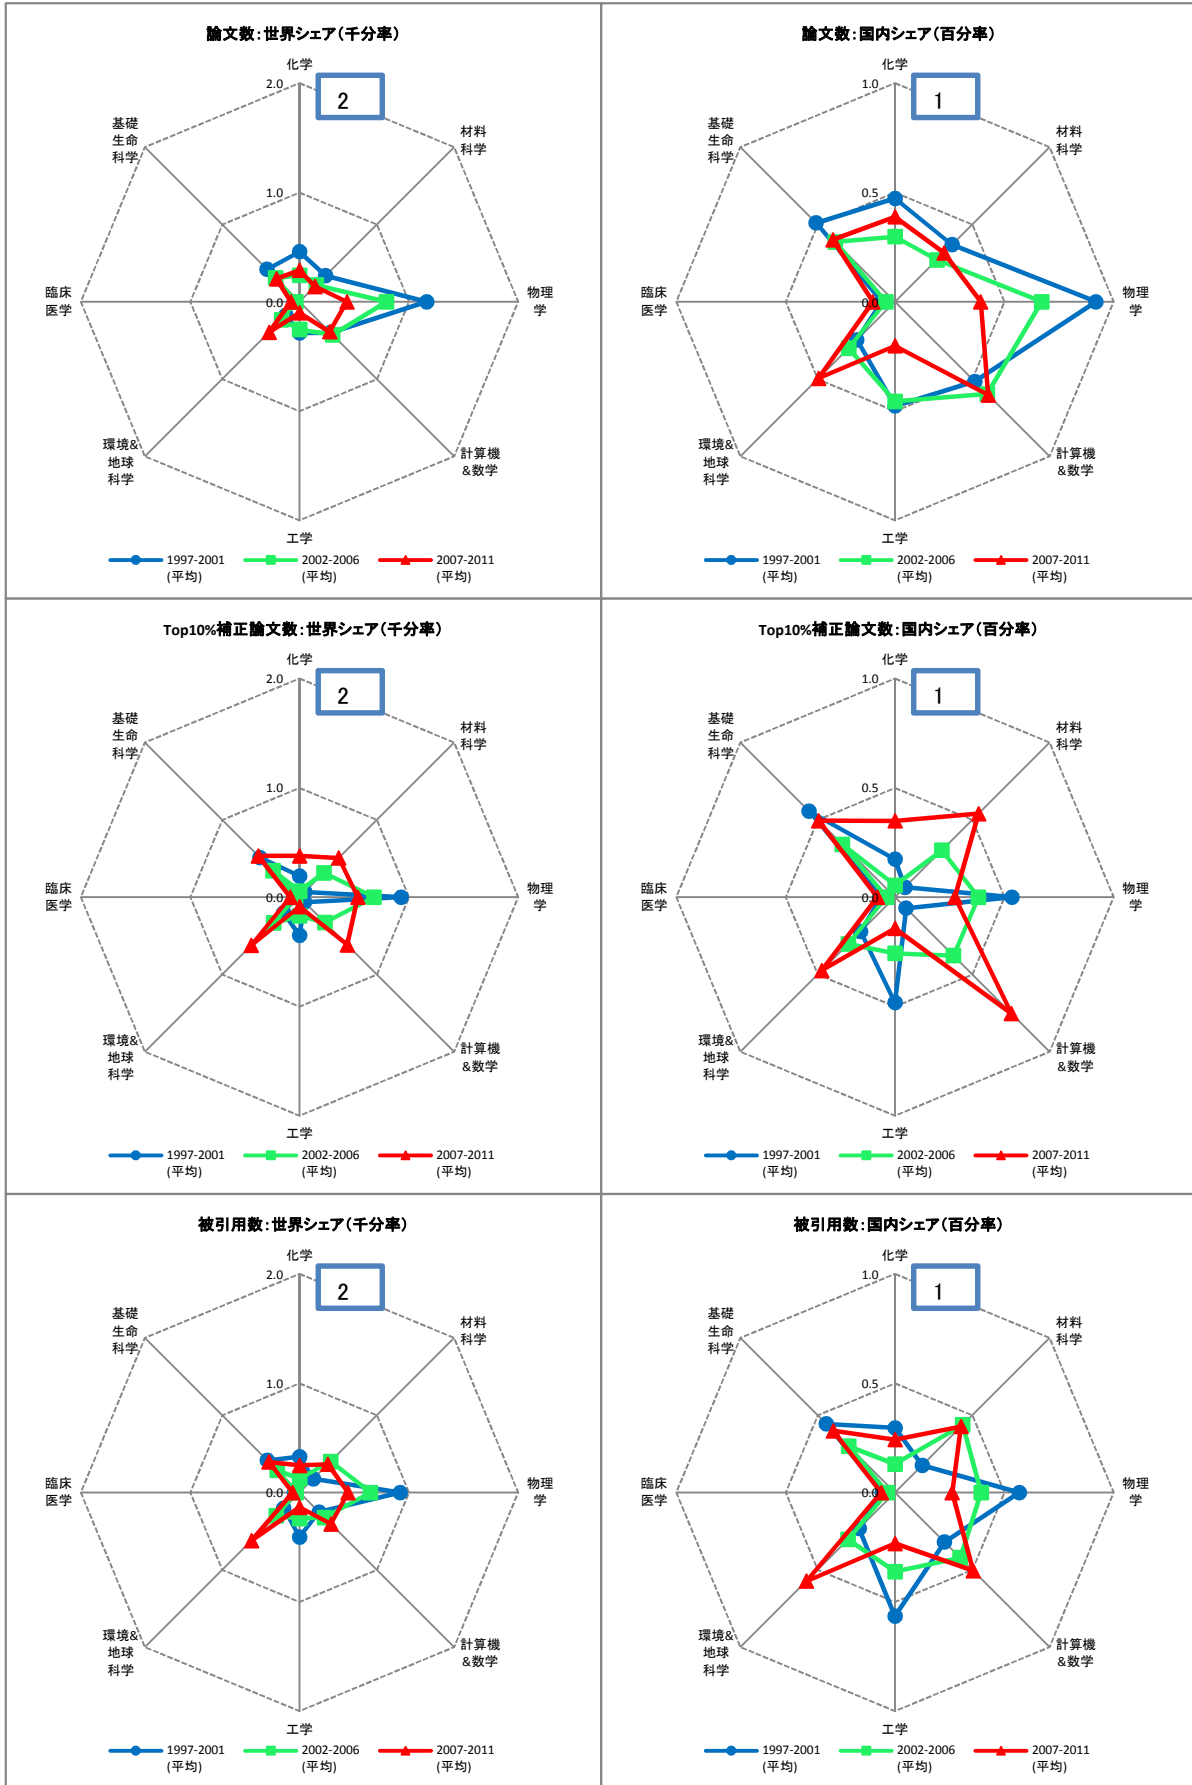 論文数:世界シェア(千分率)
化学
2.0
2
基礎
生命
科学
材料
科学
1.0
臨床
医学
0.0
物理
学
環境&
地球
科学
計算機
&数学
工学
1997-2001
(平均)
2002-2006
(平均)
2007-2011
(平均)
論文数:国内シェア(百分率)
化学
1.0
1
基礎
生命
科学
材料
科学
0.5
臨床
医学
0.0
物理
学
環境&
地球
科学
計算機
&数学
工学
1997-2001
(平均)
2002-2006
(平均)
2007-2011
(平均)
Top10%補正論文数:世界シェア(千分率)
化学
2.0
2
基礎
生命
科学
材料
科学
1.0
臨床
医学
0.0
物理
学
環境&
地球
科学
計算機
&数学
工学
1997-2001
(平均)
2002-2006
(平均)
2007-2011
(平均)
Top10%補正論文数:国内シェア(百分率)
化学
1.0
1
基礎
生命
科学
材料
科学
0.5
臨床
医学
0.0
物理
学
環境&
地球
科学
計算機
&数学
工学
1997-2001
(平均)
2002-2006
(平均)
2007-2011
(平均)
被引用数:世界シェア(千分率)
化学
2.0
2
基礎
生命
科学
材料
科学
1.0
臨床
医学
0.0
物理
学
環境&
地球
科学
計算機
&数学
工学
1997-2001
(平均)
2002-2006
(平均)
2007-2011
(平均)
被引用数:国内シェア(百分率)
化学
1.0
1
基礎
生命
科学
材料
科学
0.5
臨床
医学
0.0
物理
学
環境&
地球
科学
計算機
&数学
工学
1997-2001
(平均)
2002-2006
(平均)
2007-2011
(平均)